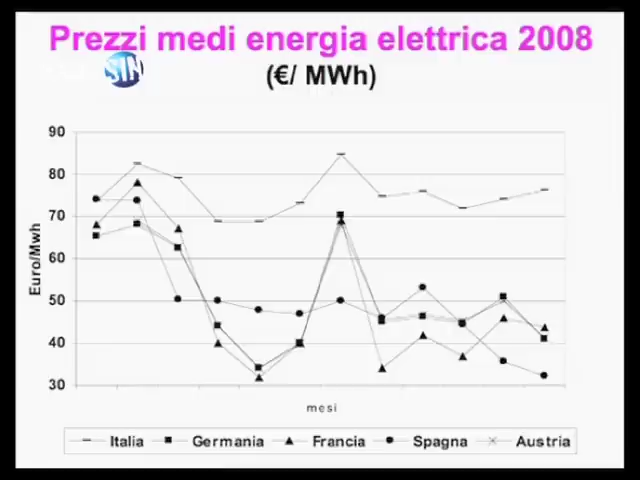 Prezzi medi energia elettrica 2008
SIN
(€/ MWh)
90
80
70
60
50
40
30
Euro/Mwh
mesi
Italia Germania Francia Spagna Austria